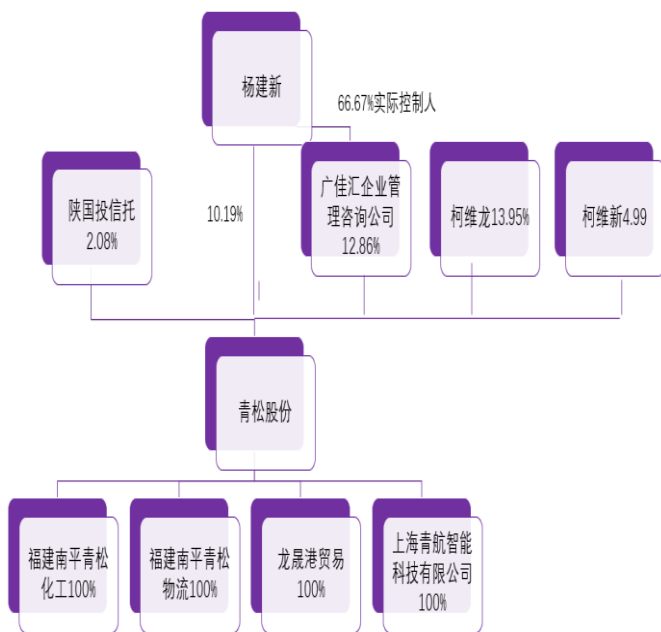 杨建新
66.67%实际控制人
陕国投信托
2.08%
10.19%
广佳汇企业管
理咨询公司
12.86%
柯维龙13.95%
柯维新4.99
青松股份
福建南平青松
化工100%
福建南平青松
物流100%
龙晟港贸易
100%
上海青航智能
科技有限公司
100%